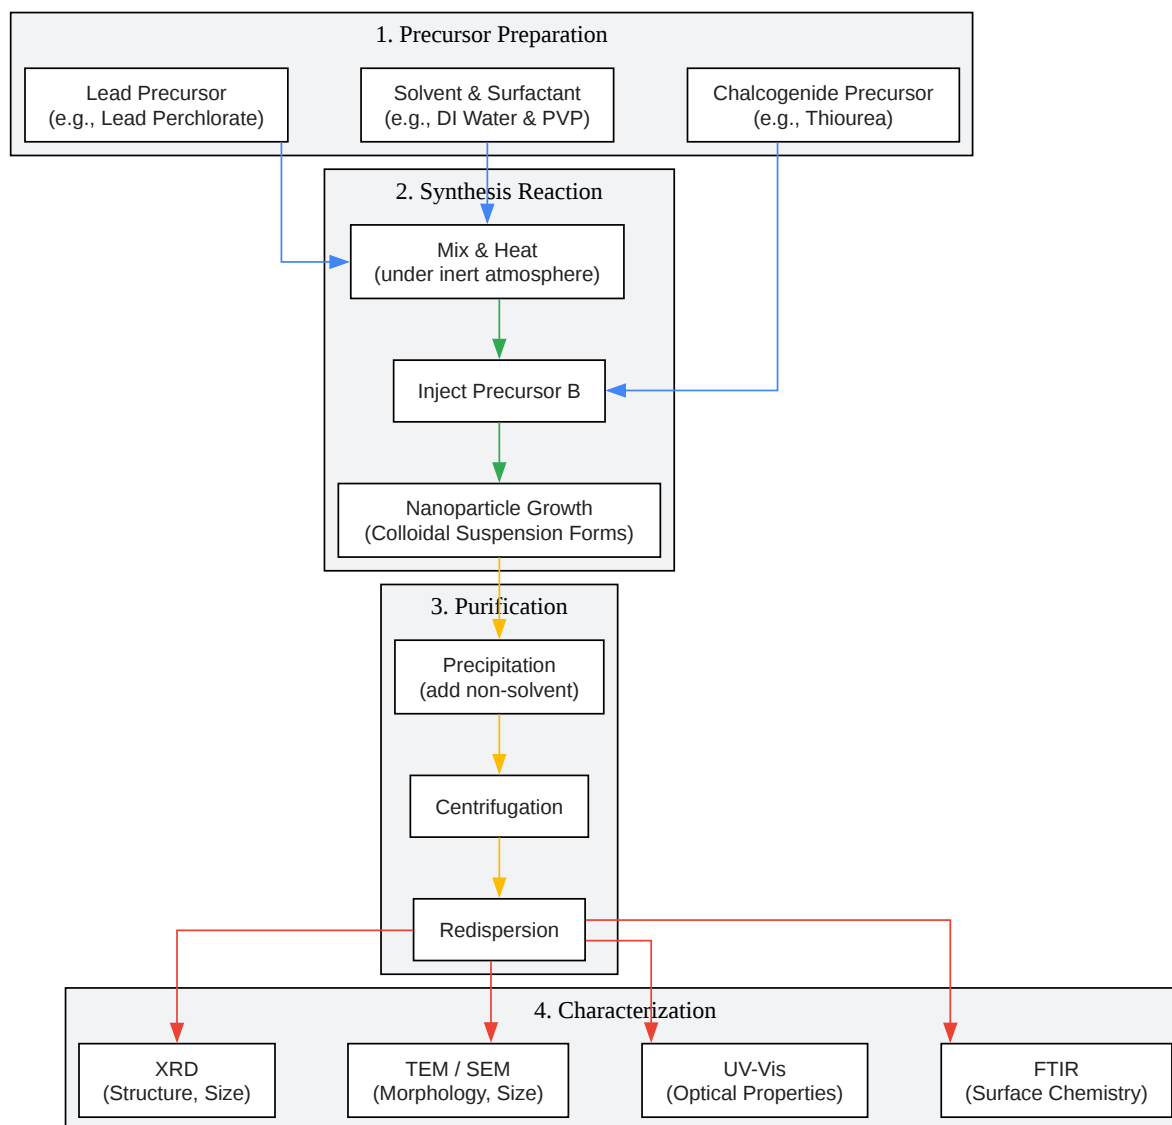 1. Precursor Preparation
Lead Precursor
(e.g., Lead Perchlorate)
Solvent & Surfactant
(e.g., DI Water & PVP)
Chalcogenide Precursor
(e.g., Thiourea)
2. Synthesis Reaction
Mix & Heat
(under inert atmosphere)
Inject Precursor B
Nanoparticle Growth
(Colloidal Suspension Forms)
3. Purification
Precipitation
(add non-solvent)
Centrifugation
Redispersion
4. Characterization
XRD
(Structure, Size)
TEM / SEM
(Morphology, Size)
UV-Vis
(Optical Properties)
FTIR
(Surface Chemistry)